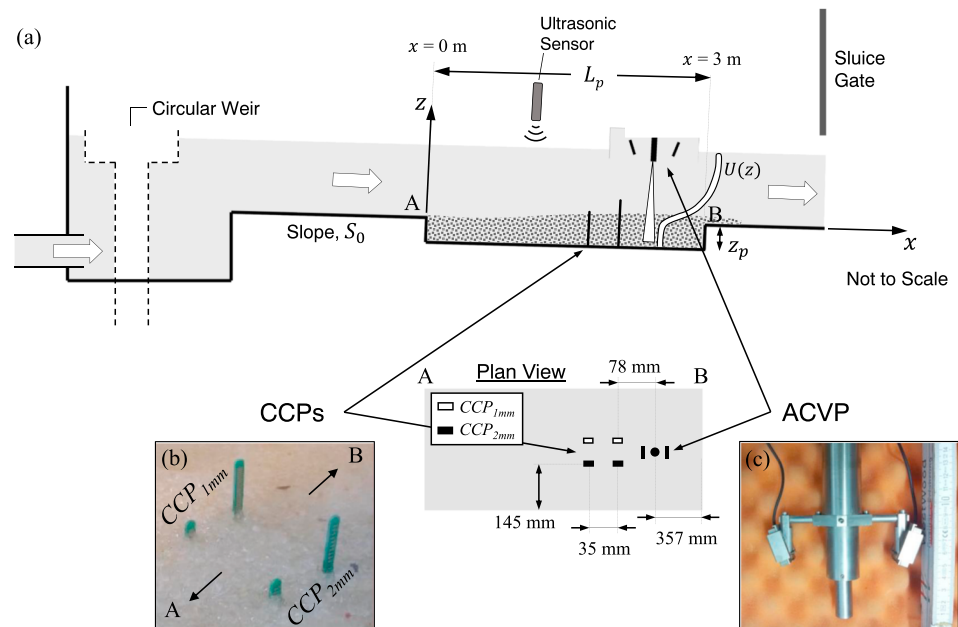 (a)
Ultrasonic
Sensor
x = 0 m
x = 3 m
Sluice
Gate
L_p
z
Circular Weir
U(z)
A
B
Slope, S_0
z_p
x
Not to Scale
Plan View
78 mm
A
B
CCPs
ACVP
CCP_1mm
CCP_2mm
145 mm
35 mm
357 mm
(b)
B
CCP_1mm
CCP_2mm
A
(c)